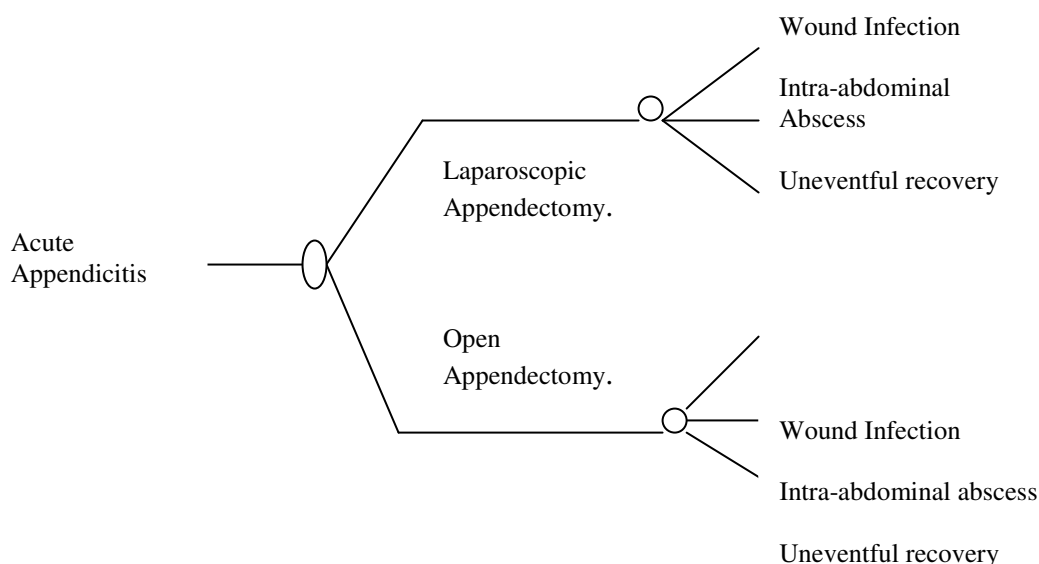 Wound Infection
Intra-abdominal
Abscess
Uneventful recovery
Laparoscopic
Appendectomy.
Acute
Appendicitis
Open
Appendectomy.
Wound Infection
Intra-abdominal abscess
Uneventful recovery